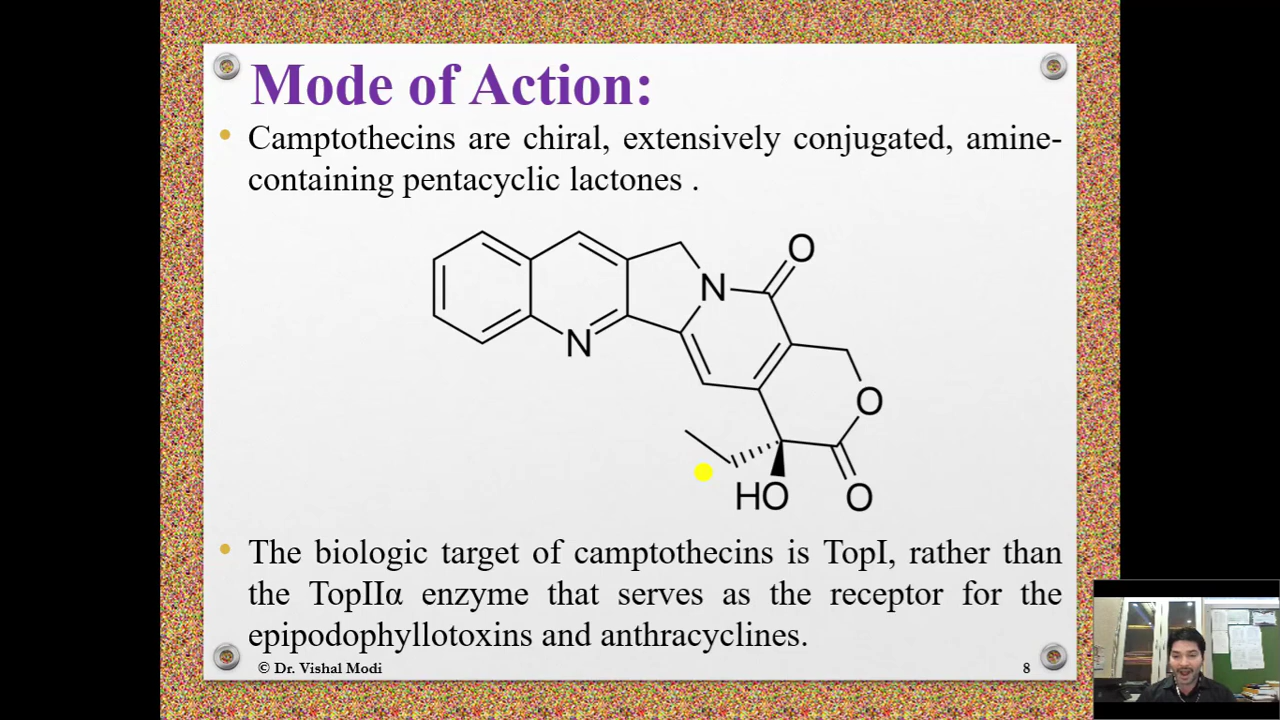 Mode of Action:
• Camptothecins are chiral, extensively conjugated, amine-
containing pentacyclic lactones .
O
N
N
O
HO
O
• The biologic target of camptothecins is TopI, rather than
the TopIIα enzyme that serves as the receptor for the
epipodophyllotoxins and anthracyclines.
© Dr. Vishal Modi
8